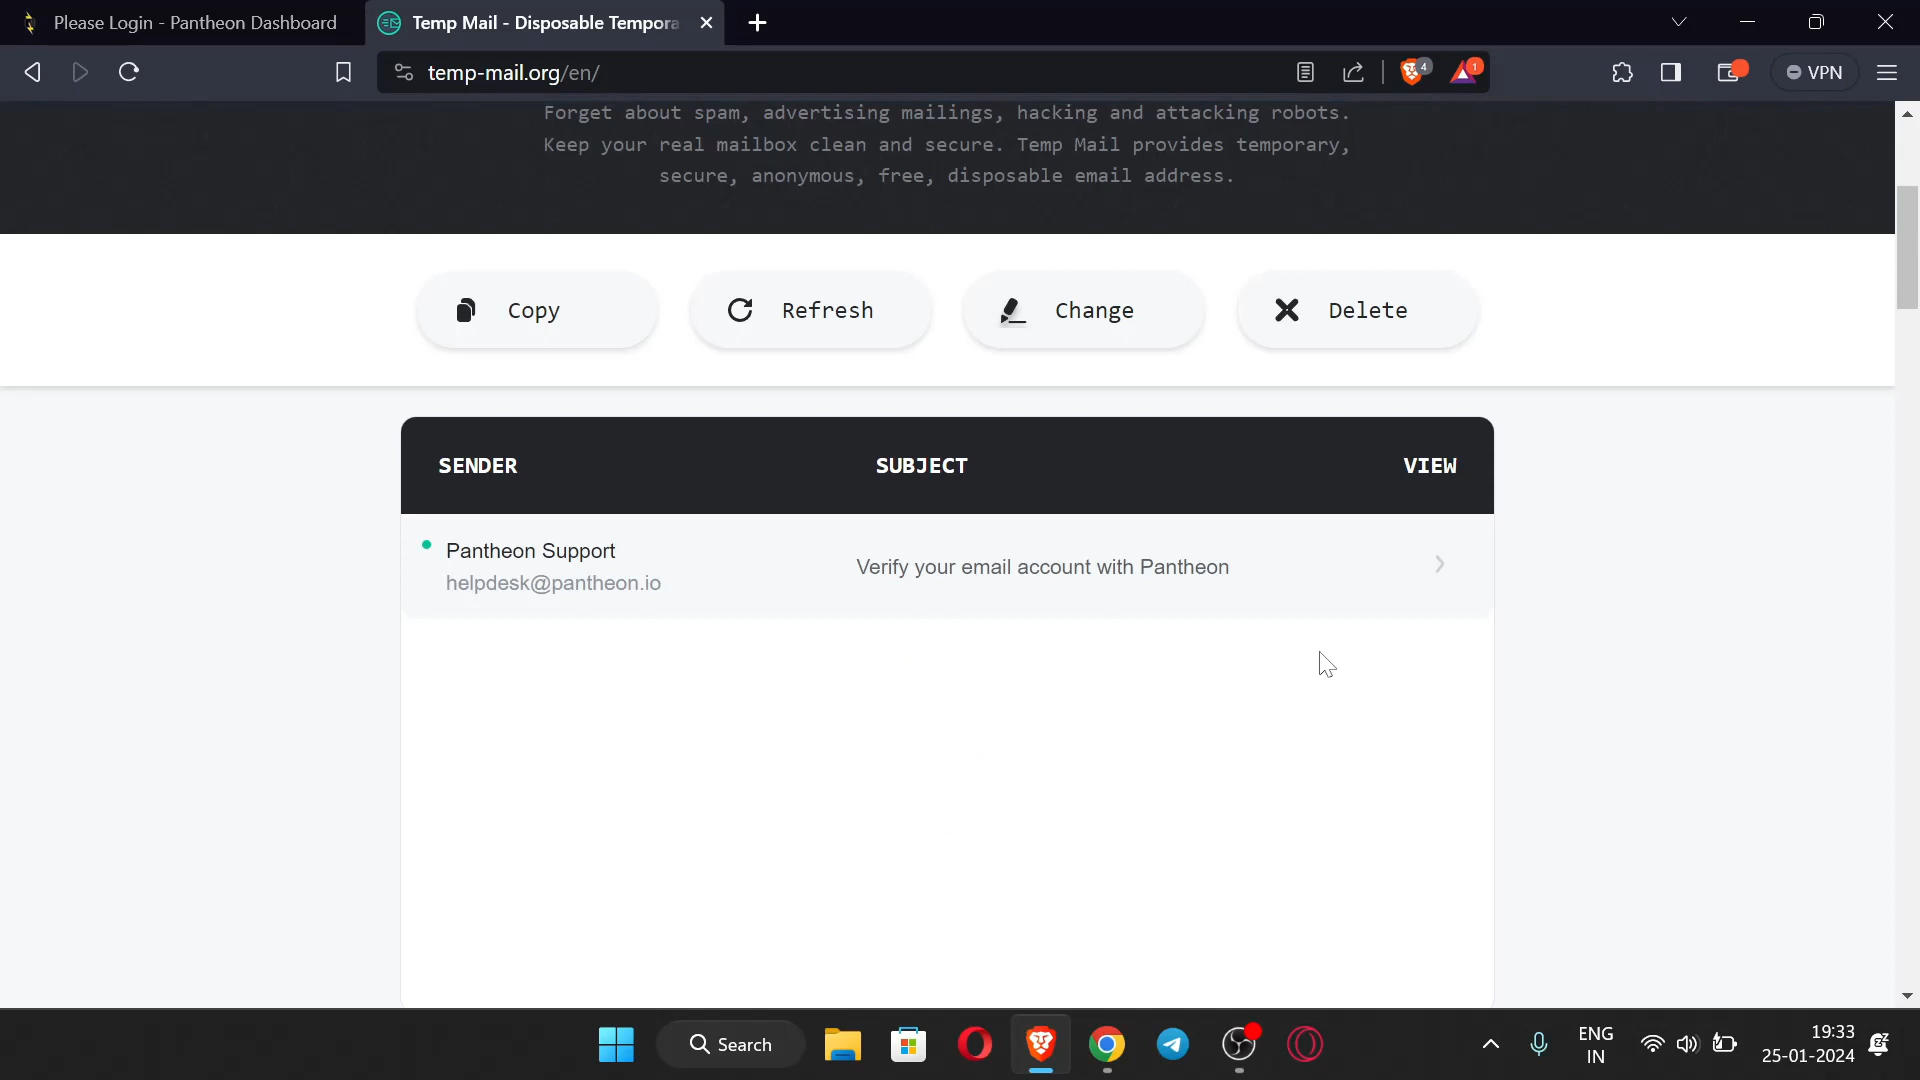 Please Login - Pantheon Dashboard
Temp Mail - Disposable Tempora
temp-mail.org/en/
4
1
VPN
Forget about spam, advertising mailings, hacking and attacking robots.
Keep your real mailbox clean and secure. Temp Mail provides temporary,
secure, anonymous, free, disposable email address.
Copy
Refresh
Change
Delete
SENDER
SUBJECT
VIEW
Pantheon Support
helpdesk@pantheon.io
Verify your email account with Pantheon
Search
ENG
IN
19:33
25-01-2024